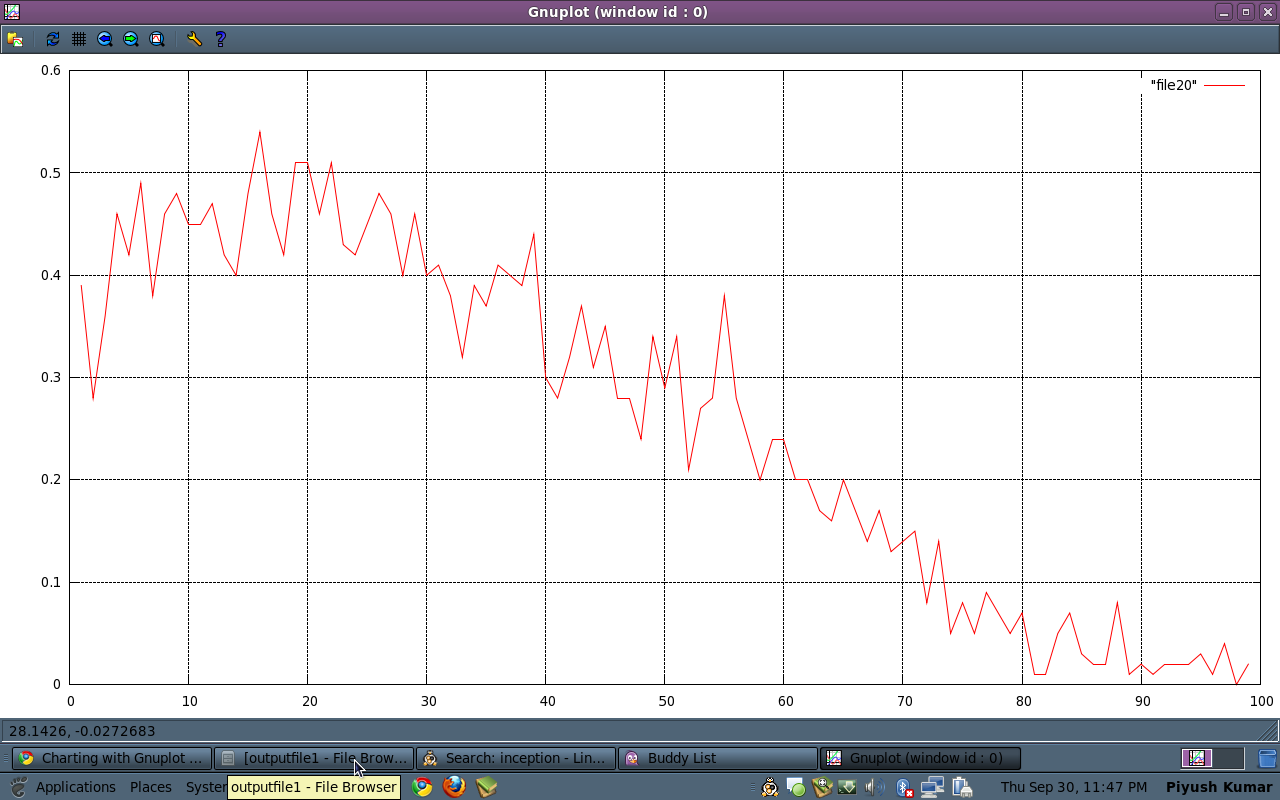 Gnuplot (window id : 0)
"file20"
0.6
0.5
0.4
0.3
0.2
0.1
0
0 10 20 30 40 50 60 70 80 90 100
28.1426, -0.0272683
Charting with Gnuplot ... [outputfile1 - File Brow... Search: inception - Lin... Buddy List Gnuplot (window id : 0)
Applications Places System Thu Sep 30, 11:47 PM Piyush Kumar
outputfile1 - File Browser